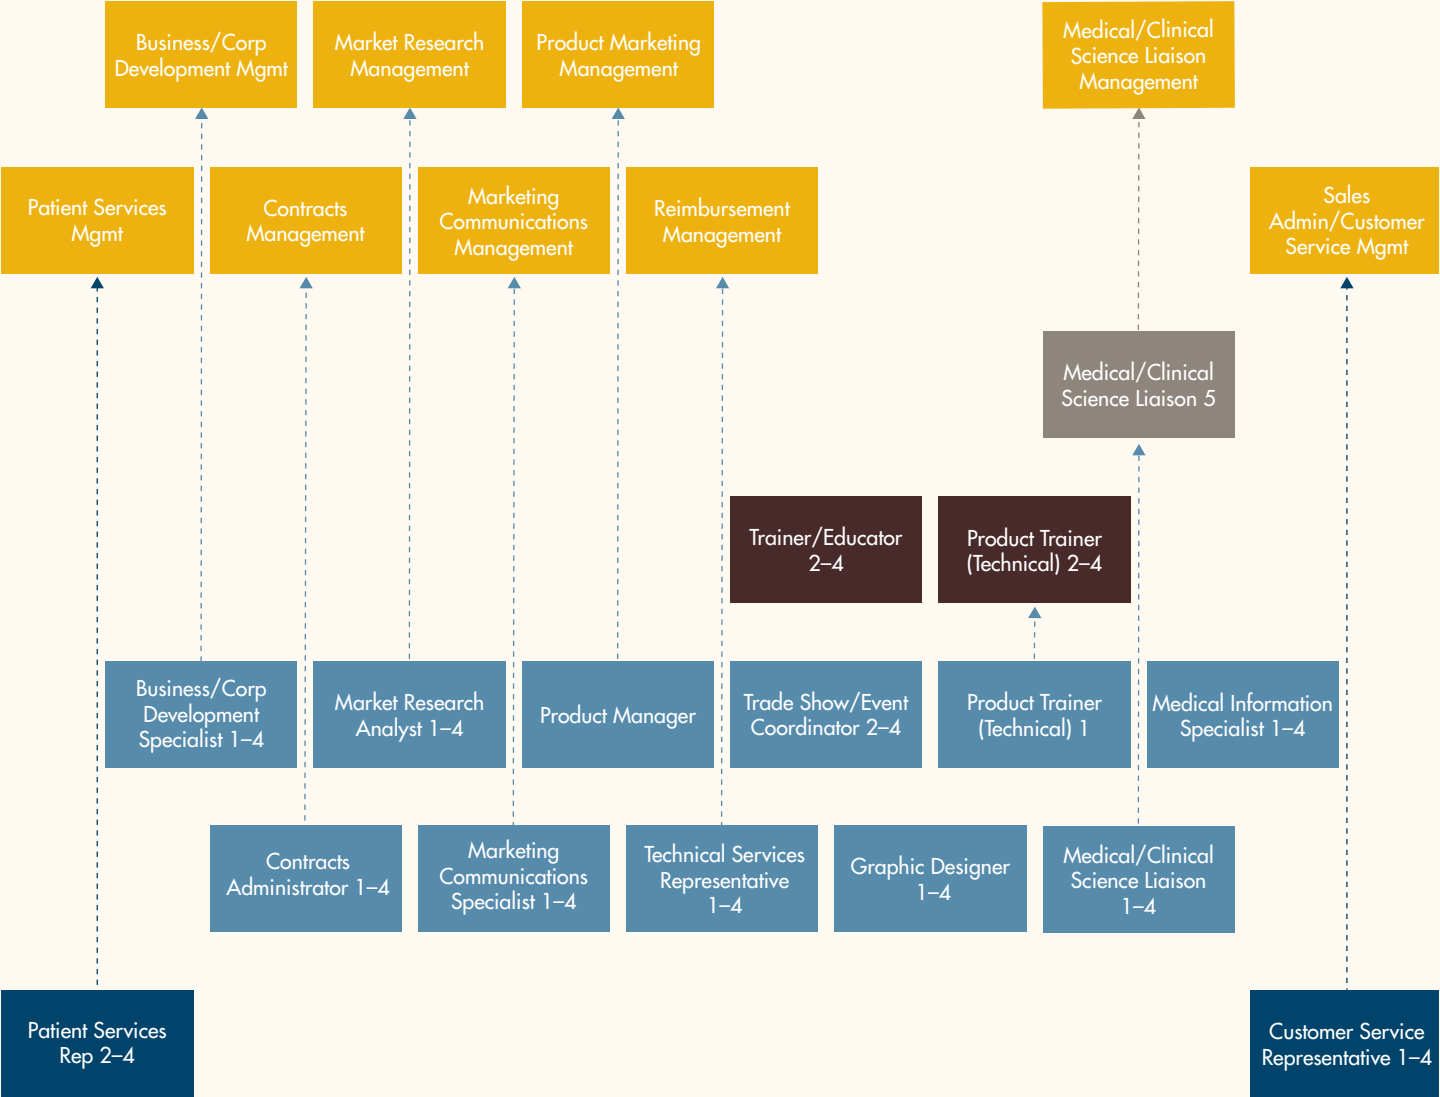 Business/Corp
Development Mgmt
Market Research
Management
Product Marketing
Management
Medical/Clinical
Science Liaison
Management
Patient Services
Mgmt
Contracts
Management
Marketing
Communications
Management
Reimbursement
Management
Sales
Admin/Customer
Service Mgmt
Medical/Clinical
Science Liaison 5
Trainer/Educator
2–4
Product Trainer
(Technical) 2–4
Business/Corp
Development
Specialist 1–4
Market Research
Analyst 1–4
Product Manager
Trade Show/Event
Coordinator 2–4
Product Trainer
(Technical) 1
Medical Information
Specialist 1–4
Contracts
Administrator 1–4
Marketing
Communications
Specialist 1–4
Technical Services
Representative
1–4
Graphic Designer
1–4
Medical/Clinical
Science Liaison
1–4
Patient Services
Rep 2–4
Customer Service
Representative 1–4